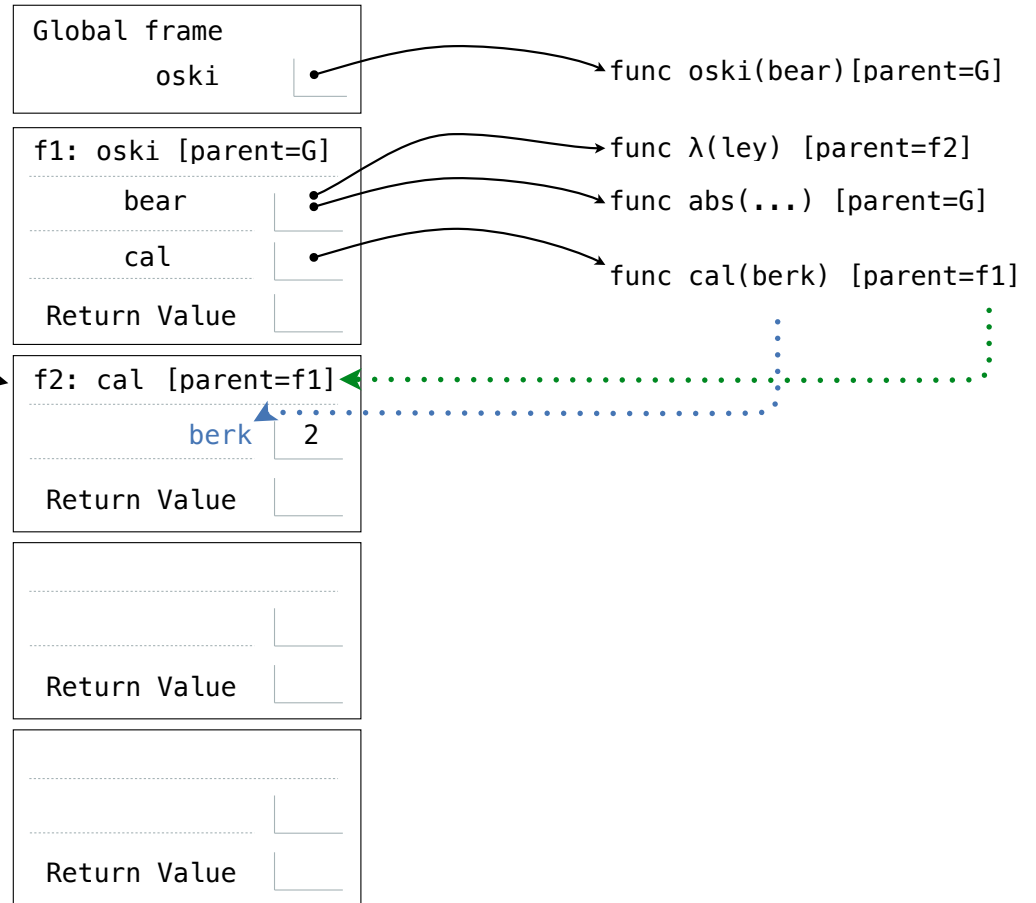 Global frame
oski
func oski(bear)[parent=G]
f1: oski [parent=G]
func λ(ley) [parent=f2]
bear
func abs(...) [parent=G]
cal
func cal(berk) [parent=f1]
Return Value
f2: cal [parent=f1]
berk 2
Return Value
Return Value
Return Value